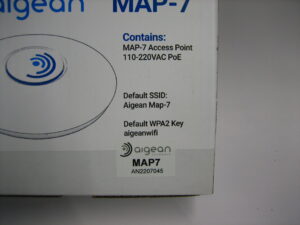 aigean MAP-7
Contains:
MAP-7 Access Point
110-220VAC PoE
Default SSID:
Aigean Map-7
Default WPA2 Key
aigeanwifi
aigean
MAP7
AN2207045